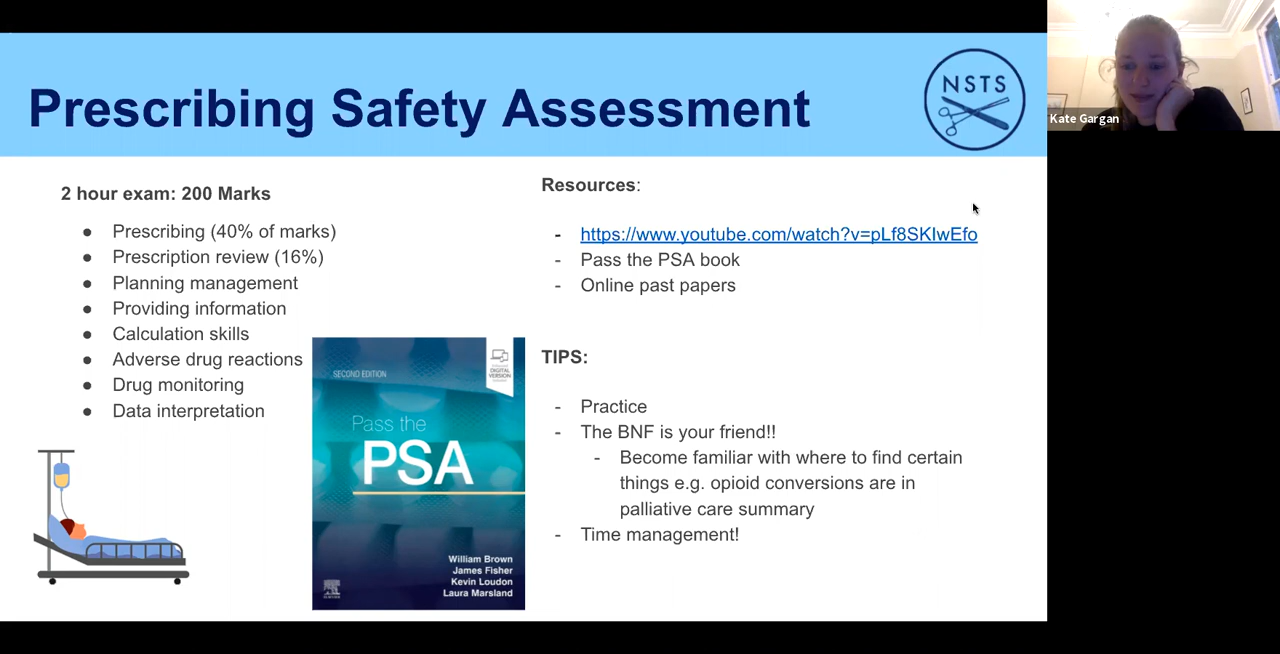 Prescribing Safety Assessment
NSTS
Kate Gargan
2 hour exam: 200 Marks
● Prescribing (40% of marks)
● Prescription review (16%)
● Planning management
● Providing information
● Calculation skills
● Adverse drug reactions
● Drug monitoring
● Data interpretation
SECOND EDITION
DIGITAL
VERSION
Pass the
PSA
William Brown
James Fisher
Kevin Loudon
Laura Marsland
Resources:
- https://www.youtube.com/watch?v=pLf8SKIwEfo
- Pass the PSA book
- Online past papers
TIPS:
- Practice
- The BNF is your friend!!
- Become familiar with where to find certain
things e.g. opioid conversions are in
palliative care summary
- Time management!